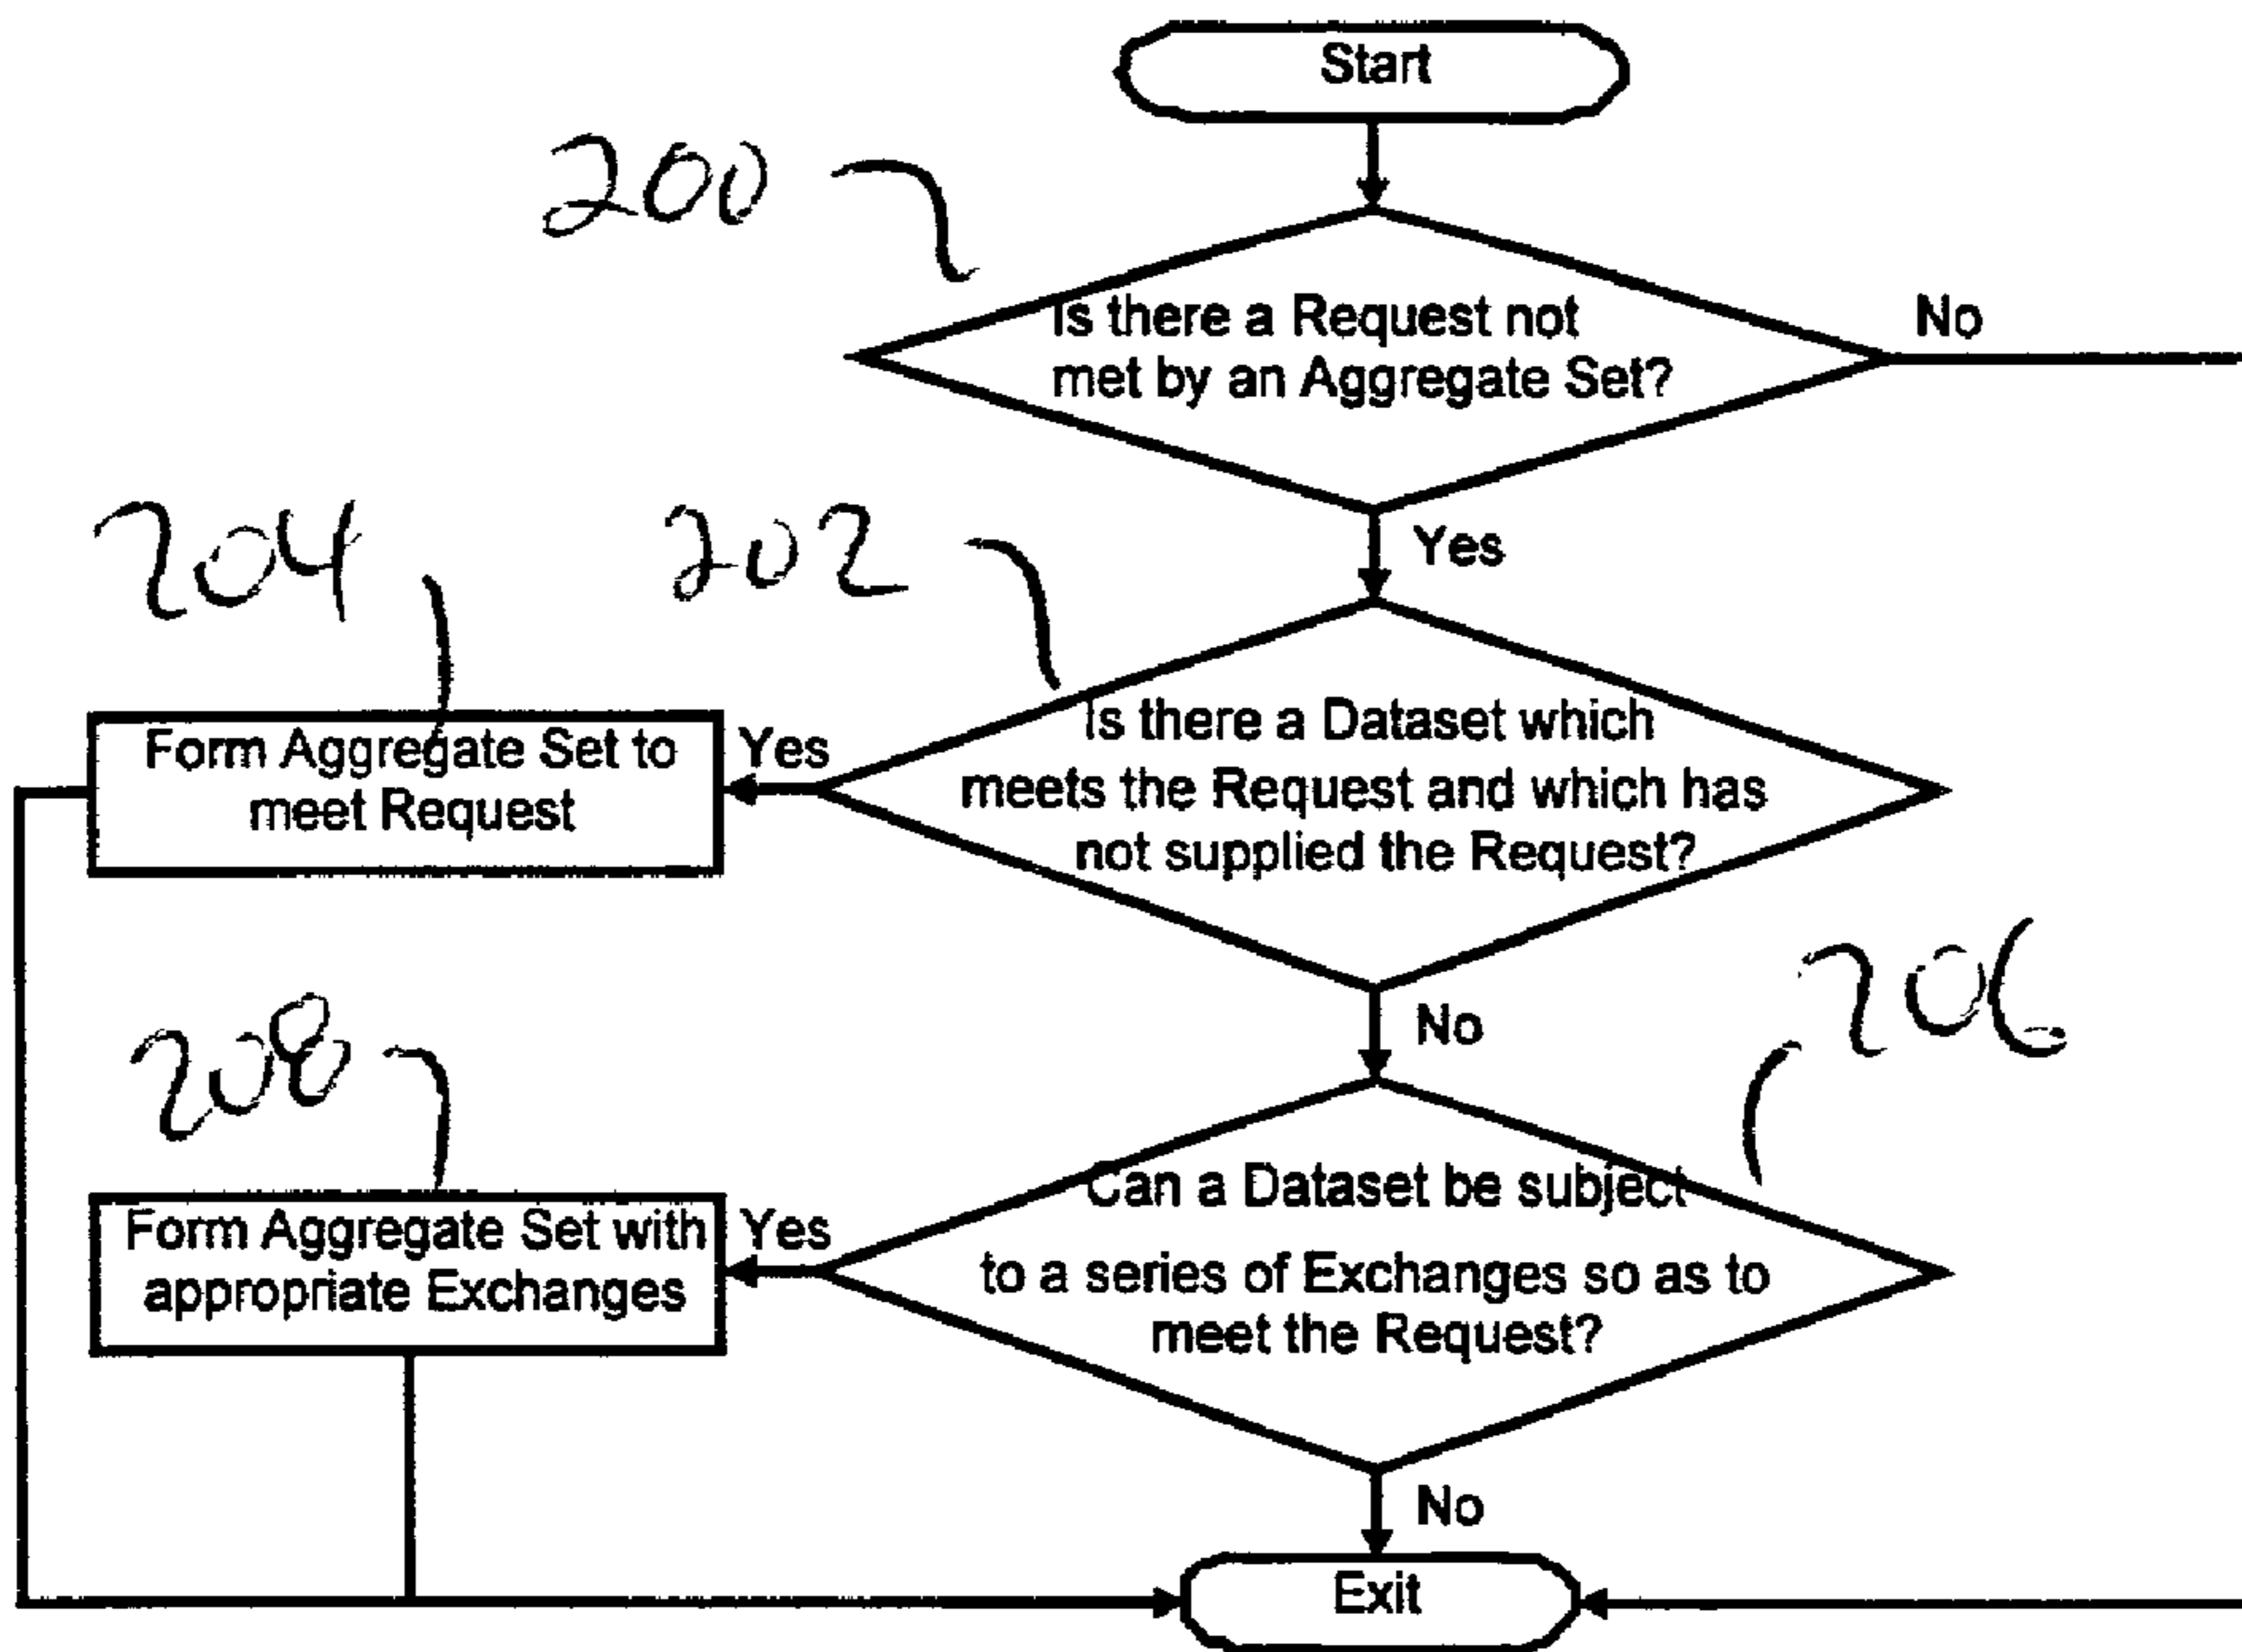 Start
200
Is there a Request not
met by an Aggregate Set?
No
Yes
204
202
Is there a Dataset which
meets the Request and which has
not supplied the Request?
Yes
Form Aggregate Set to
meet Request
No
206
208
Can a Dataset be subject
to a series of Exchanges so as to
meet the Request?
Yes
Form Aggregate Set with
appropriate Exchanges
No
Exit